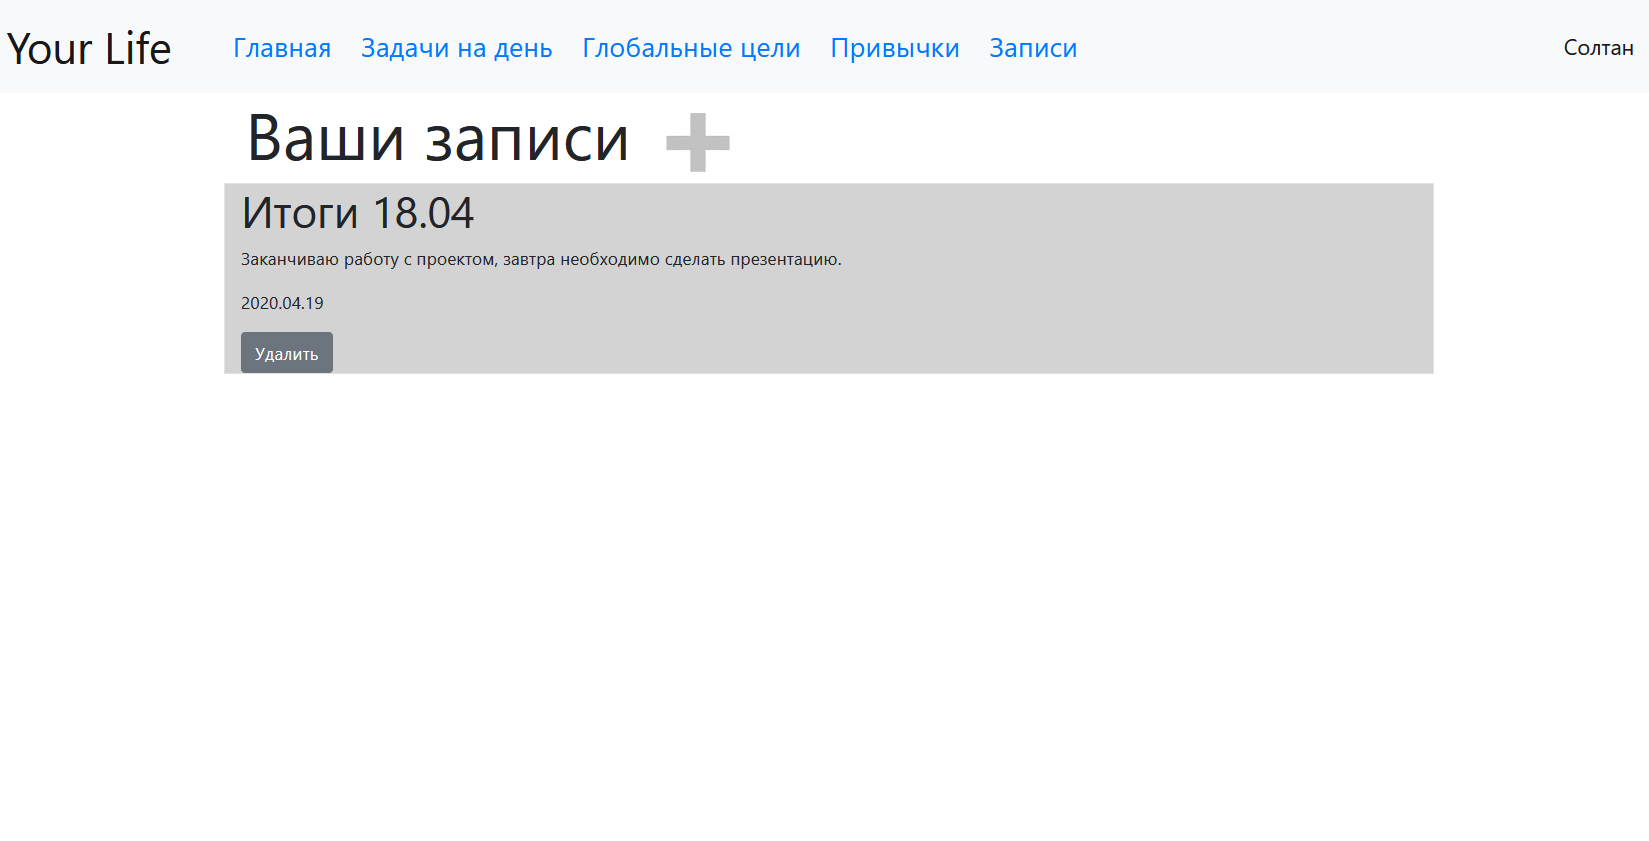 Your Life Главная Задачи на день Глобальные цели Привычки Записи Солтан
Ваши записи
Итоги 18.04
Заканчиваю работу с проектом, завтра необходимо сделать презентацию.
2020.04.19
Удалить